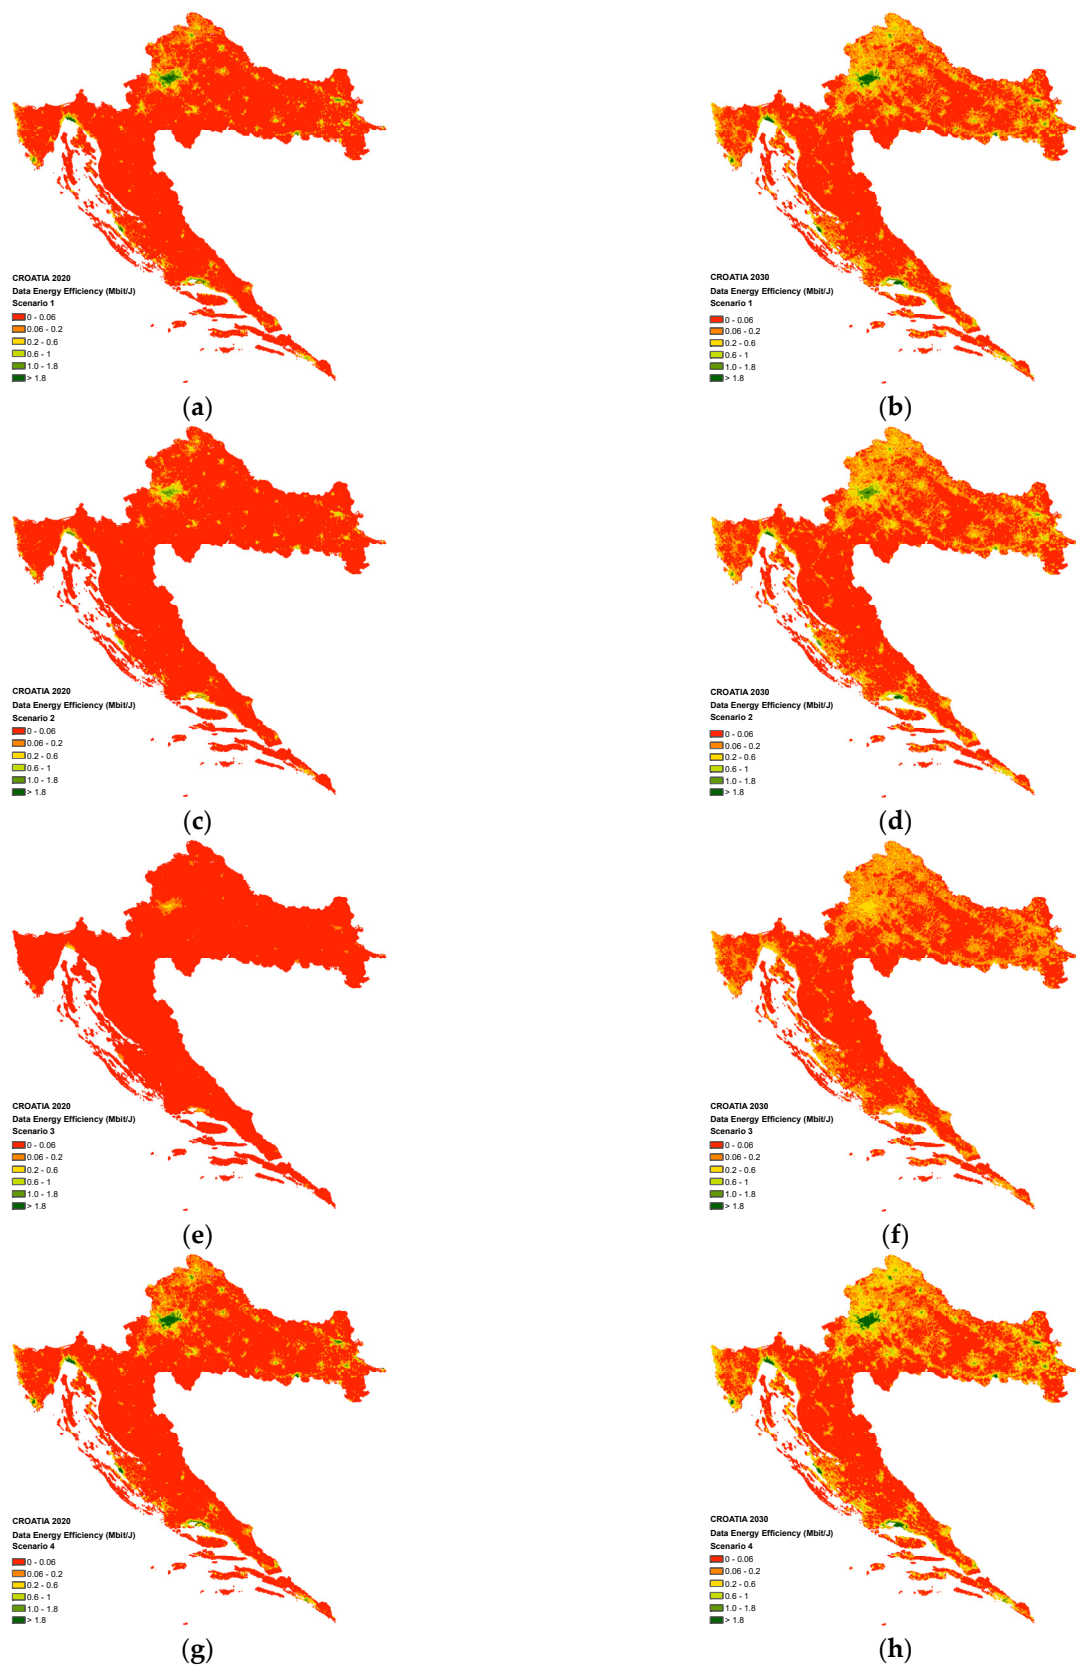 CROATIA 2020
Data Energy Efficiency (Mbit/J)
Scenario 1
0 - 0.06
0.06 - 0.2
0.2 - 0.6
0.6 - 1
1.0 - 1.8
> 1.8
(a)
CROATIA 2030
Data Energy Efficiency (Mbit/J)
Scenario 1
0 - 0.06
0.06 - 0.2
0.2 - 0.6
0.6 - 1
1.0 - 1.8
> 1.8
(b)
CROATIA 2020
Data Energy Efficiency (Mbit/J)
Scenario 2
0 - 0.06
0.06 - 0.2
0.2 - 0.6
0.6 - 1
1.0 - 1.8
> 1.8
(c)
CROATIA 2030
Data Energy Efficiency (Mbit/J)
Scenario 2
0 - 0.06
0.06 - 0.2
0.2 - 0.6
0.6 - 1
1.0 - 1.8
> 1.8
(d)
CROATIA 2020
Data Energy Efficiency (Mbit/J)
Scenario 3
0 - 0.06
0.06 - 0.2
0.2 - 0.6
0.6 - 1
1.0 - 1.8
> 1.8
(e)
CROATIA 2030
Data Energy Efficiency (Mbit/J)
Scenario 3
0 - 0.06
0.06 - 0.2
0.2 - 0.6
0.6 - 1
1.0 - 1.8
> 1.8
(f)
CROATIA 2020
Data Energy Efficiency (Mbit/J)
Scenario 4
0 - 0.06
0.06 - 0.2
0.2 - 0.6
0.6 - 1
1.0 - 1.8
> 1.8
(g)
CROATIA 2030
Data Energy Efficiency (Mbit/J)
Scenario 4
0 - 0.06
0.06 - 0.2
0.2 - 0.6
0.6 - 1
1.0 - 1.8
> 1.8
(h)